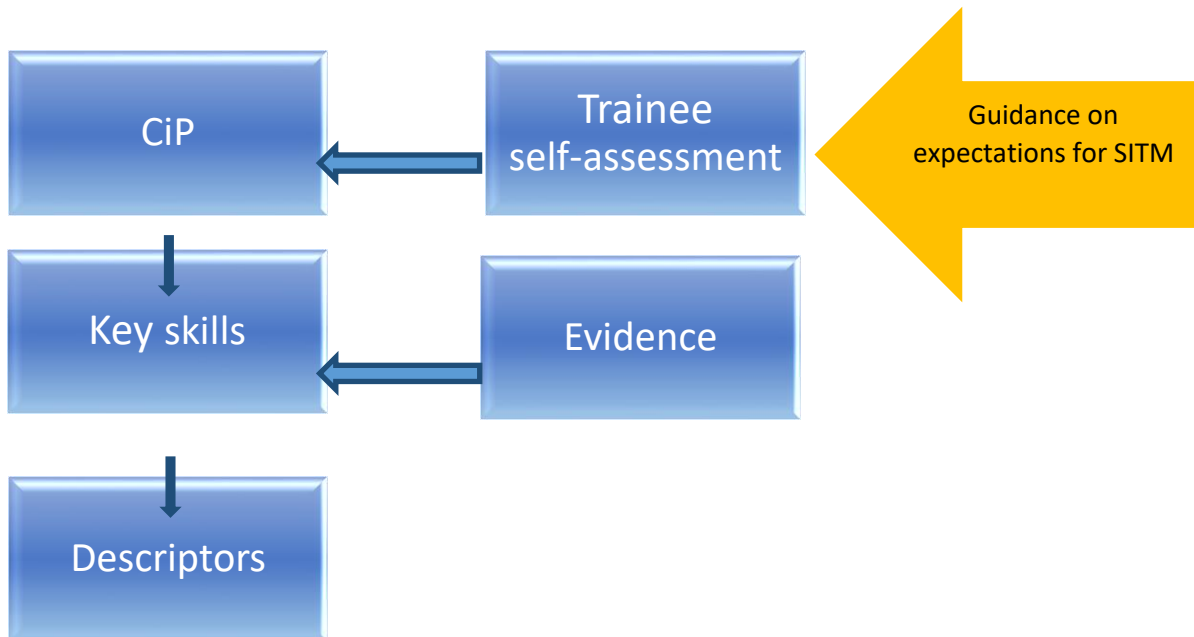 CiP
Trainee
self-assessment
Guidance on
expectations for SITM
Key skills
Evidence
Descriptors